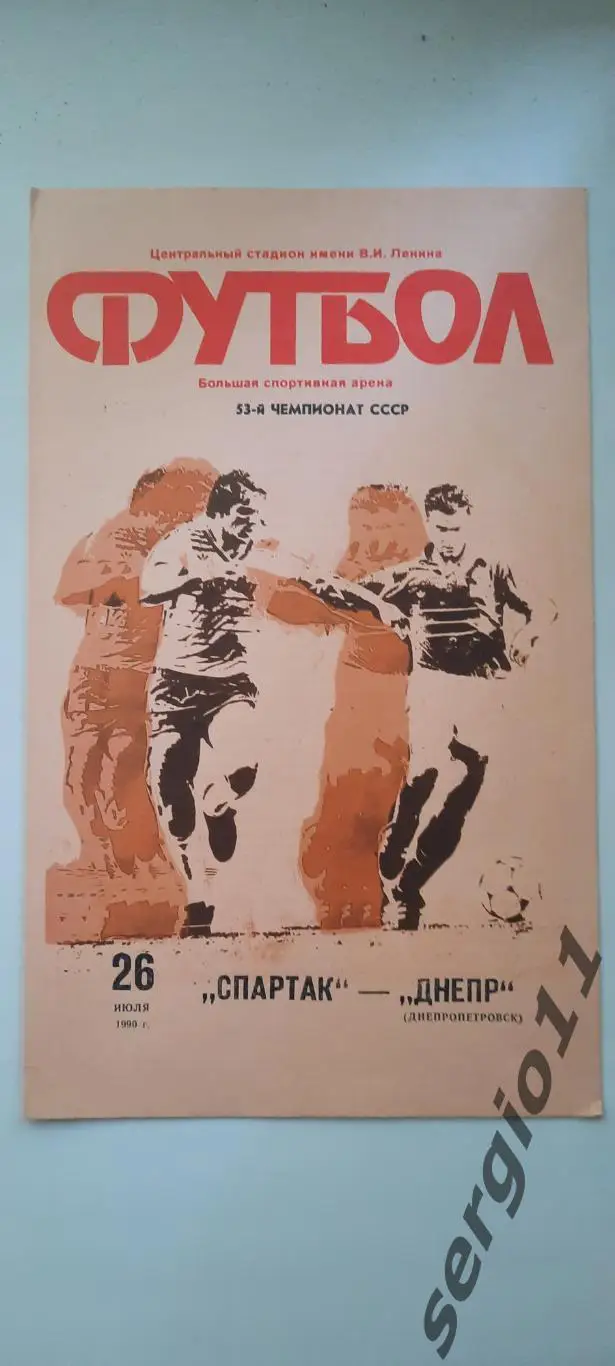 Центральный стадион имени В.И. Ленина
ФУТБОЛ
Большая спортивная арена
53-й ЧЕМПИОНАТ СССР
26
ИЮЛЯ
1990 г.
„СПАРТАК“ — „ДНЕПР“
(ДНЕПРОПЕТРОВСК)
sergio11